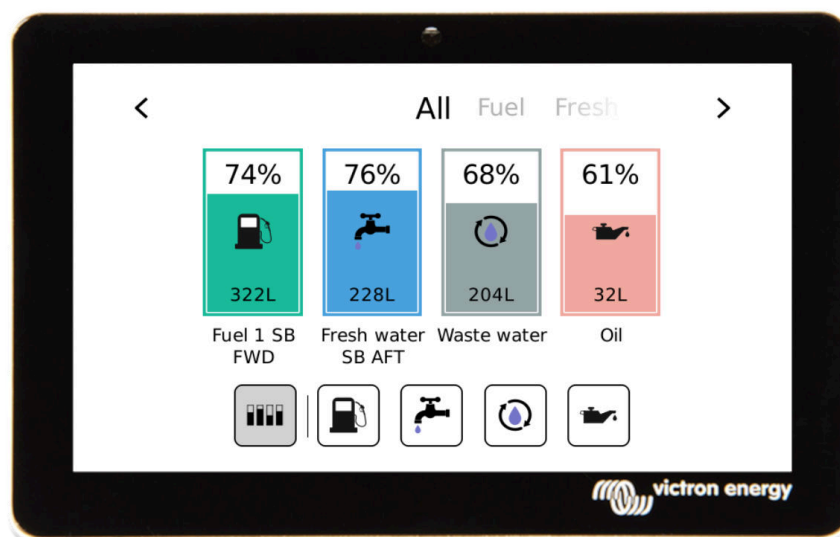 All Fuel Fresh
74% 76% 68% 61%
322L 228L 204L 32L
Fuel 1 SB Fresh water Waste water Oil
FWD SB AFT
victron energy